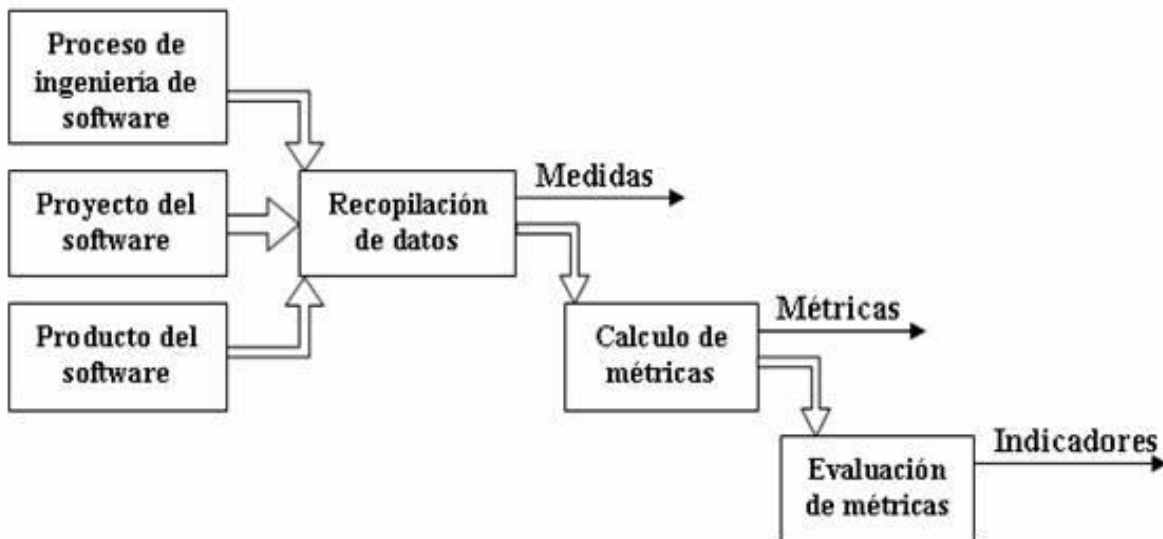 Proceso de
ingeniería de
software
Proyecto del
software
Producto del
software
Recopilación
de datos
Medidas
Calculo de
métricas
Métricas
Evaluación
de métricas
Indicadores